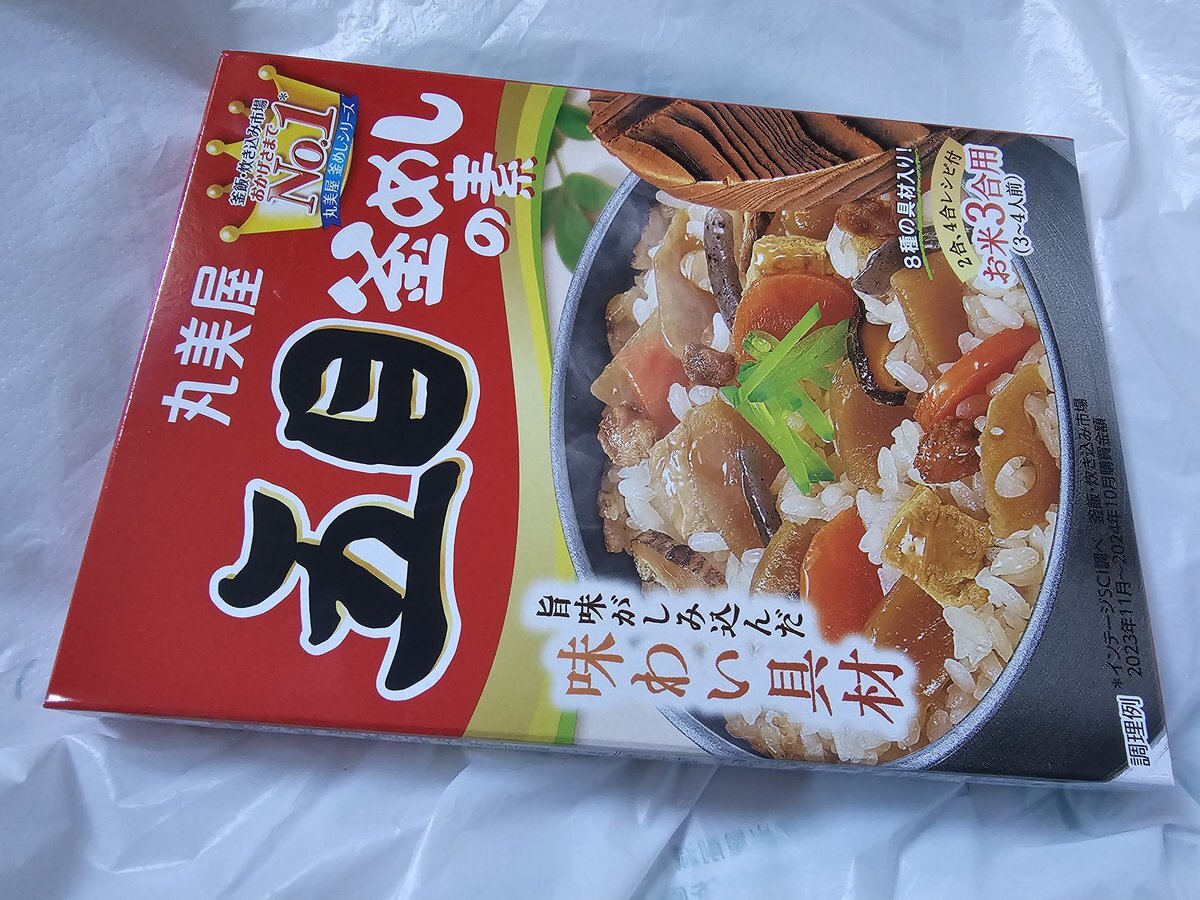 釜飯・炊き込み市場
おかげさまで
No.1*
丸美屋 釜めしシリーズ
丸美屋
五目
釜めし
の素
8種の具材入り!
2合、4合レシピ付
お米3合用
(3〜4人前)
旨味がしみ込んだ
味わい具材
*インテージSCI調べ 釜飯・炊き込み市場
2023年11月〜2024年10月購買金額
調理例